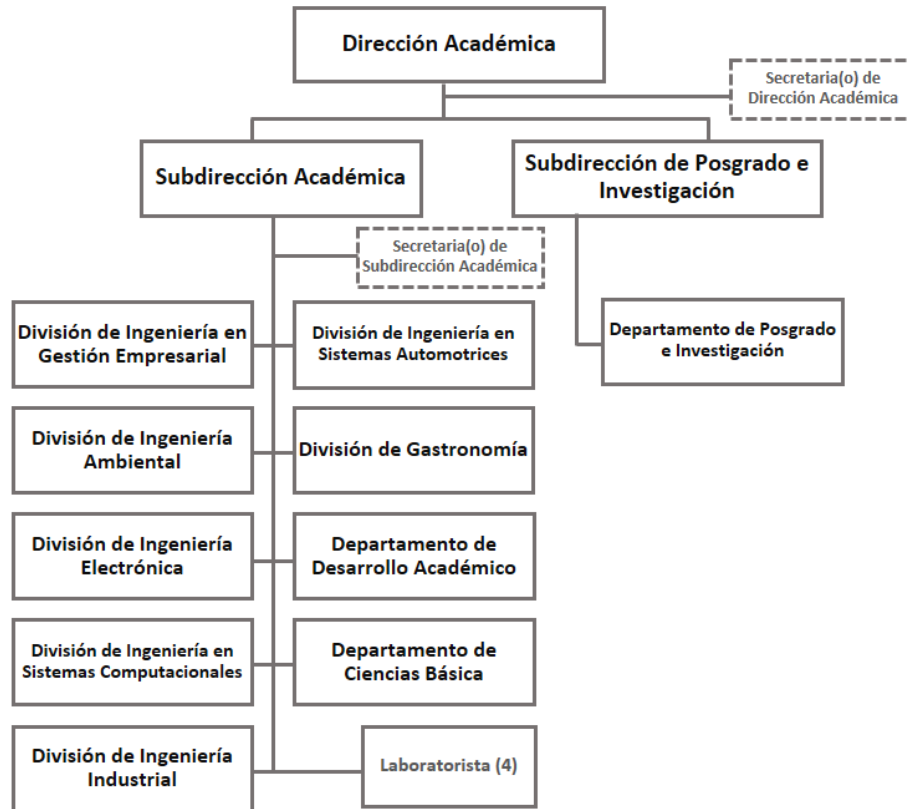 Dirección Académica
Secretaria(o) de
Dirección Académica
Subdirección Académica
Subdirección de Posgrado e
Investigación
Secretaria(o) de
Subdirección Académica
División de Ingeniería en
Gestión Empresarial
División de Ingeniería en
Sistemas Automotrices
Departamento de Posgrado
e Investigación
División de Ingeniería
Ambiental
División de Gastronomía
División de Ingeniería
Electrónica
Departamento de
Desarrollo Académico
División de Ingeniería en
Sistemas Computacionales
Departamento de
Ciencias Básica
División de Ingeniería
Industrial
Laboratorista (4)